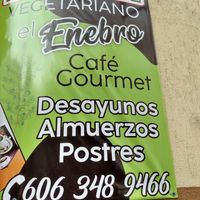 VEGETARIANO
el Enebro
Café
Gourmet
Desayunos
Almuerzos
Postres
606 348 9466